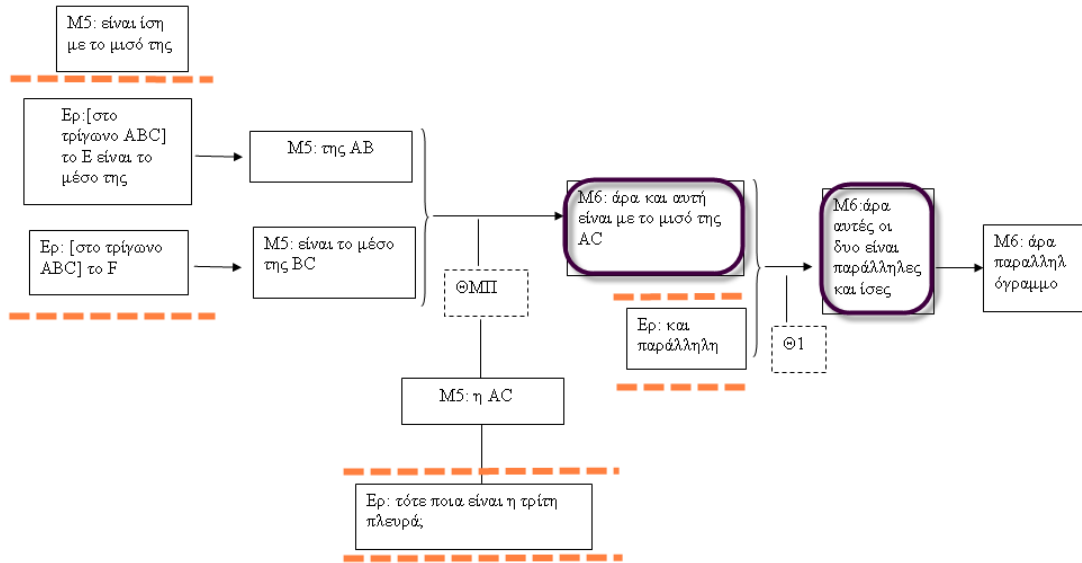 M5: είναι ίση
με το μισό της
Ερ:[στο
τρίγωνο ABC]
το E είναι το
μέσο της
M5: της AB
Ερ: [στο τρίγωνο
ABC] το F
M5: είναι το μέσο
της BC
ΘΜΠ
M5: η AC
Ερ: τότε ποια είναι η τρίτη
πλευρά;
M6: άρα και αυτή
είναι με το μισό της
AC
Ερ: και
παράλληλη
Θ1
M6:άρα
αυτές οι
δυο είναι
παράλληλες
και ίσες
M6: άρα
παραλληλ
όγραμμο